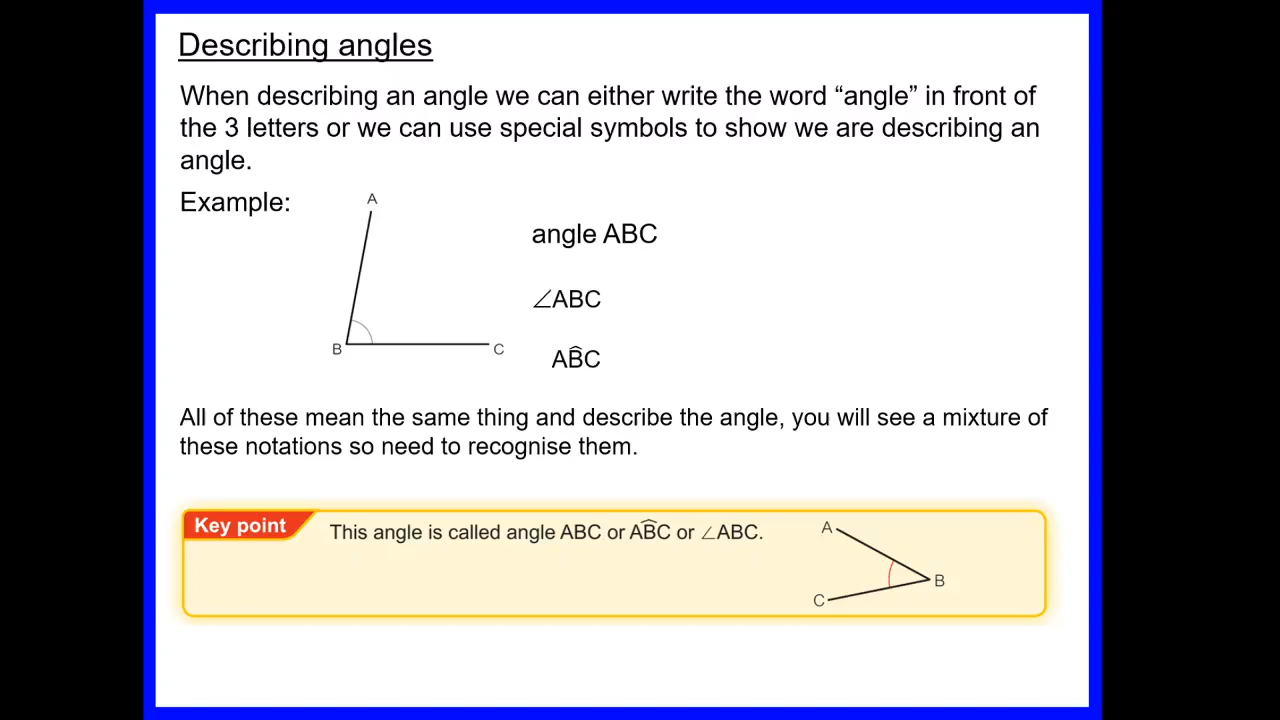 Describing angles
When describing an angle we can either write the word “angle” in front of
the 3 letters or we can use special symbols to show we are describing an
angle.
Example:
A
B
C
angle ABC
∠ABC
AB̂C
All of these mean the same thing and describe the angle, you will see a mixture of
these notations so need to recognise them.
Key point
This angle is called angle ABC or AB̂C or ∠ABC.
A
B
C